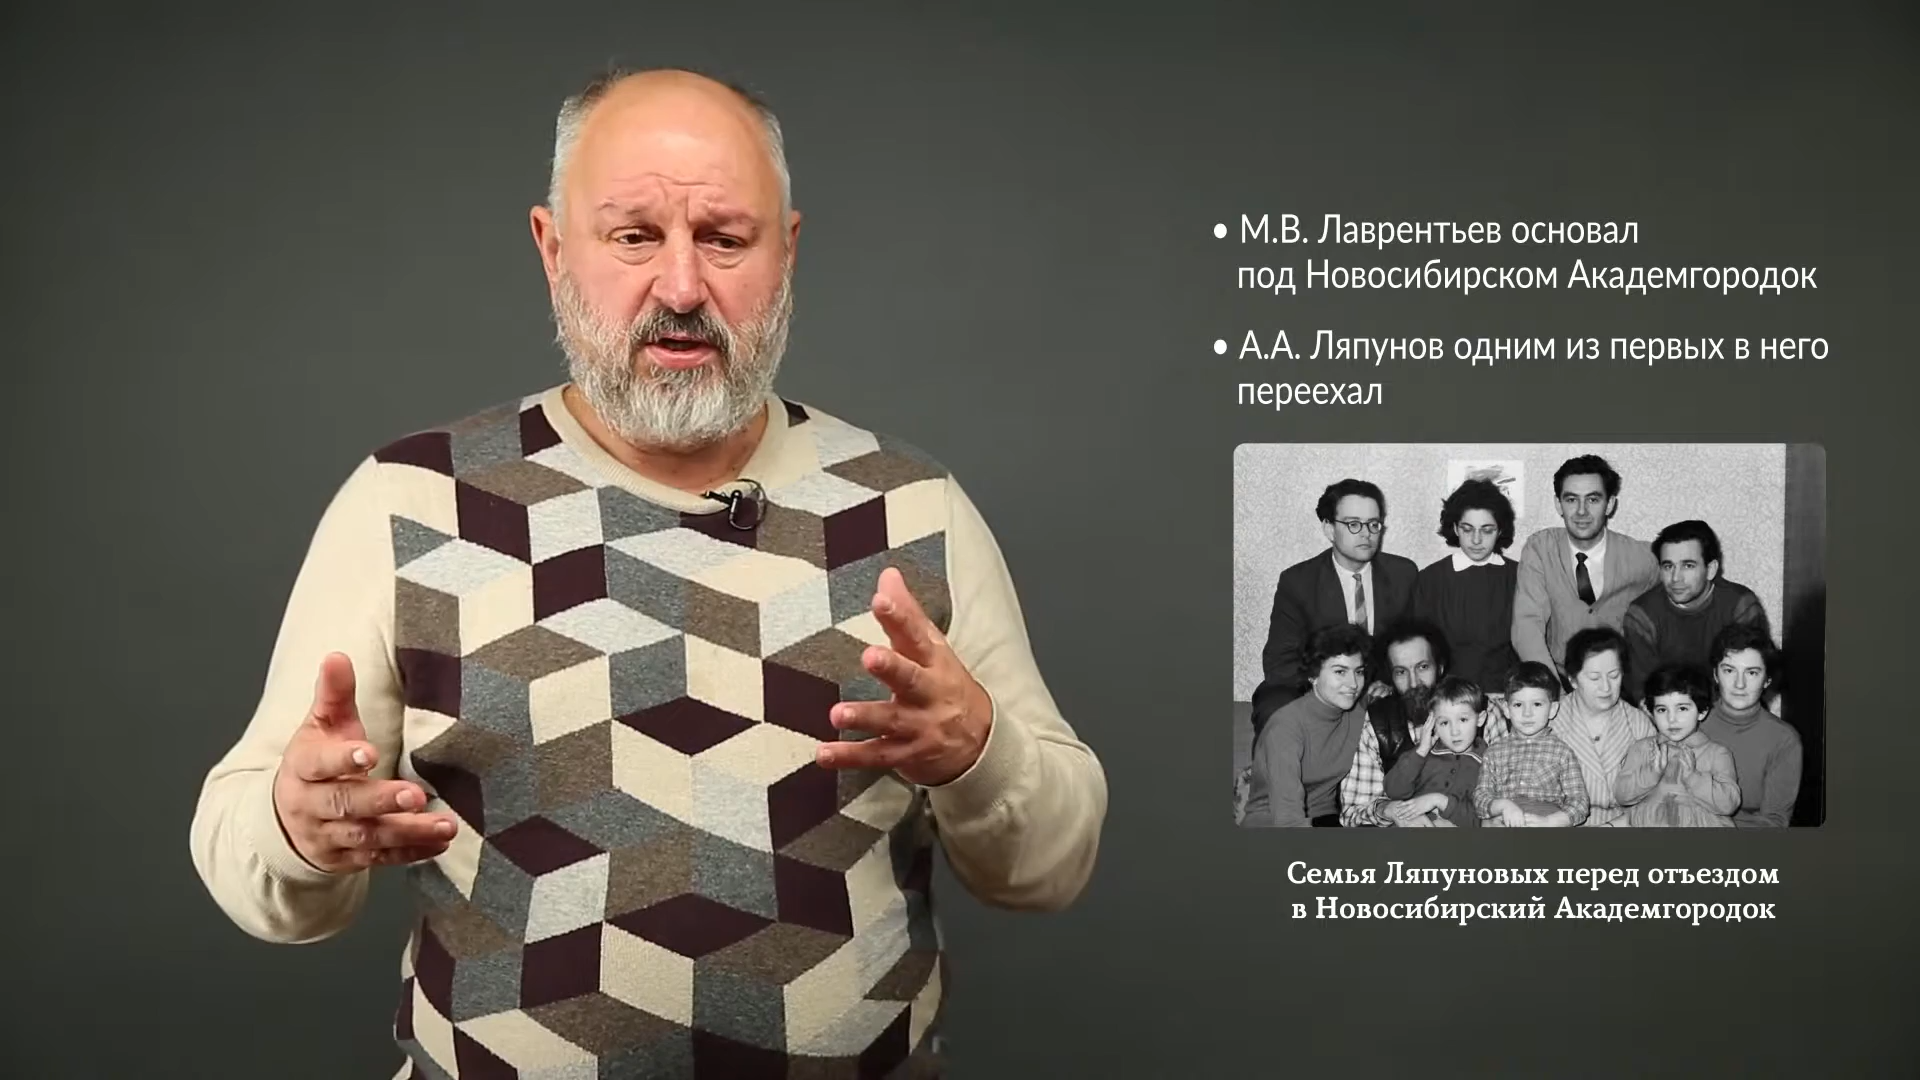 • М.В. Лаврентьев основал
под Новосибирском Академгородок
• А.А. Ляпунов одним из первых в него
переехал
Семья Ляпуновых перед отъездом
в Новосибирский Академгородок